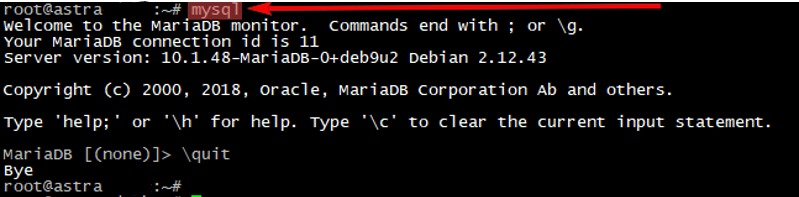 root@astra :~# mysql
Welcome to the MariaDB monitor. Commands end with ; or \g.
Your MariaDB connection id is 11
Server version: 10.1.48-MariaDB-0+deb9u2 Debian 2.12.43
Copyright (c) 2000, 2018, Oracle, MariaDB Corporation Ab and others.
Type 'help;' or '\h' for help. Type '\c' to clear the current input statement.
MariaDB [(none)]> \quit
Bye
root@astra :~#